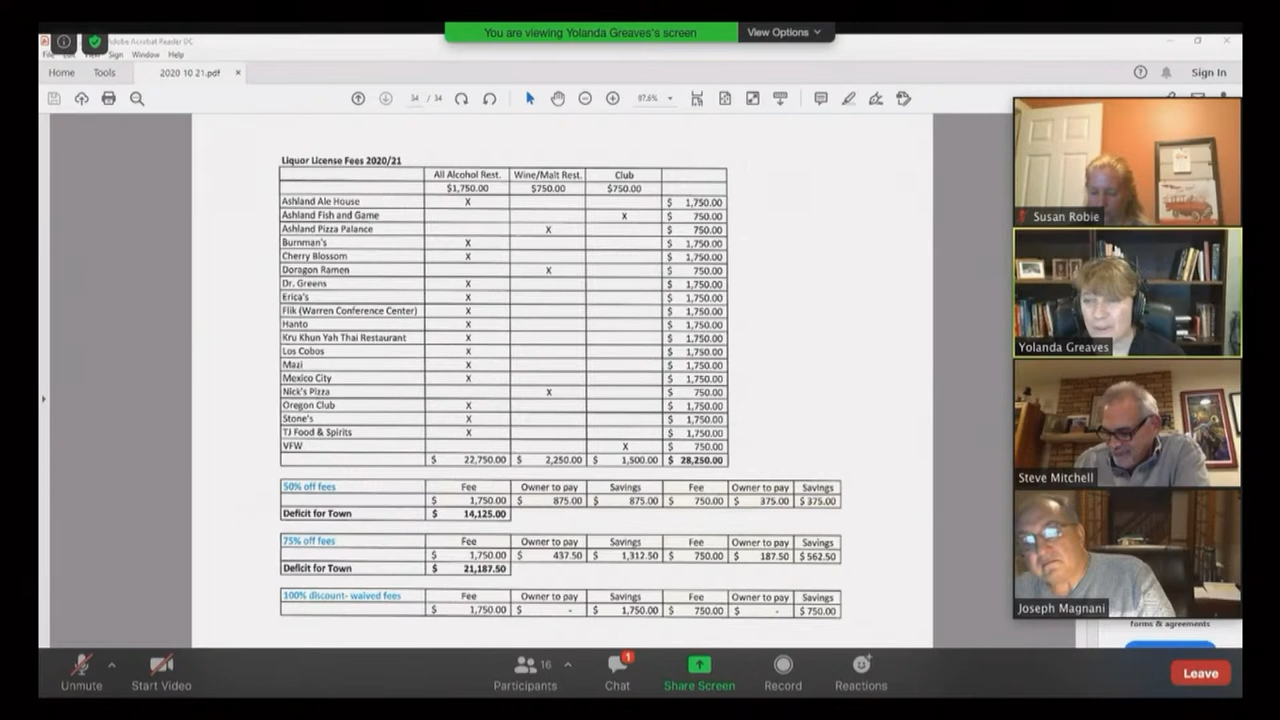 You are viewing Yolanda Greaves's screen View Options
Adobe Acrobat Reader DC
Sign Window Help
Home Tools 2020 10 21.pdf × Sign In
34 / 34 97.6%
Liquor License Fees 2020/21
All Alcohol Rest. Wine/Malt Rest. Club
$1,750.00 $750.00 $750.00
Ashland Ale House X $ 1,750.00
Ashland Fish and Game X $ 750.00
Ashland Pizza Palance X $ 750.00
Burnman's X $ 1,750.00
Cherry Blossom X $ 1,750.00
Doragon Ramen X $ 750.00
Dr. Greens X $ 1,750.00
Erica's X $ 1,750.00
Flik (Warren Conference Center) X $ 1,750.00
Hanto X $ 1,750.00
Kru Khun Yah Thai Restaurant X $ 1,750.00
Los Cobos X $ 1,750.00
Mazi X $ 1,750.00
Mexico City X $ 1,750.00
Nick's Pizza X $ 750.00
Oregon Club X $ 1,750.00
Stone's X $ 1,750.00
TJ Food & Spirits X $ 1,750.00
VFW X $ 750.00
$ 22,750.00 $ 2,250.00 $ 1,500.00 $ 28,250.00
50% off fees Fee Owner to pay Savings Fee Owner to pay Savings
$ 1,750.00 $ 875.00 $ 875.00 $ 750.00 $ 375.00 $ 375.00
Deficit for Town $ 14,125.00
75% off fees Fee Owner to pay Savings Fee Owner to pay Savings
$ 1,750.00 $ 437.50 $ 1,312.50 $ 750.00 $ 187.50 $ 562.50
Deficit for Town $ 21,187.50
100% discount- waived fees Fee Owner to pay Savings Fee Owner to pay Savings
$ 1,750.00 $ - $ 1,750.00 $ 750.00 $ - $ 750.00
Susan Robie
Yolanda Greaves
Steve Mitchell
Joseph Magnani
forms & agreements
Unmute Start Video 16 Participants 1 Chat Share Screen Record Reactions Leave